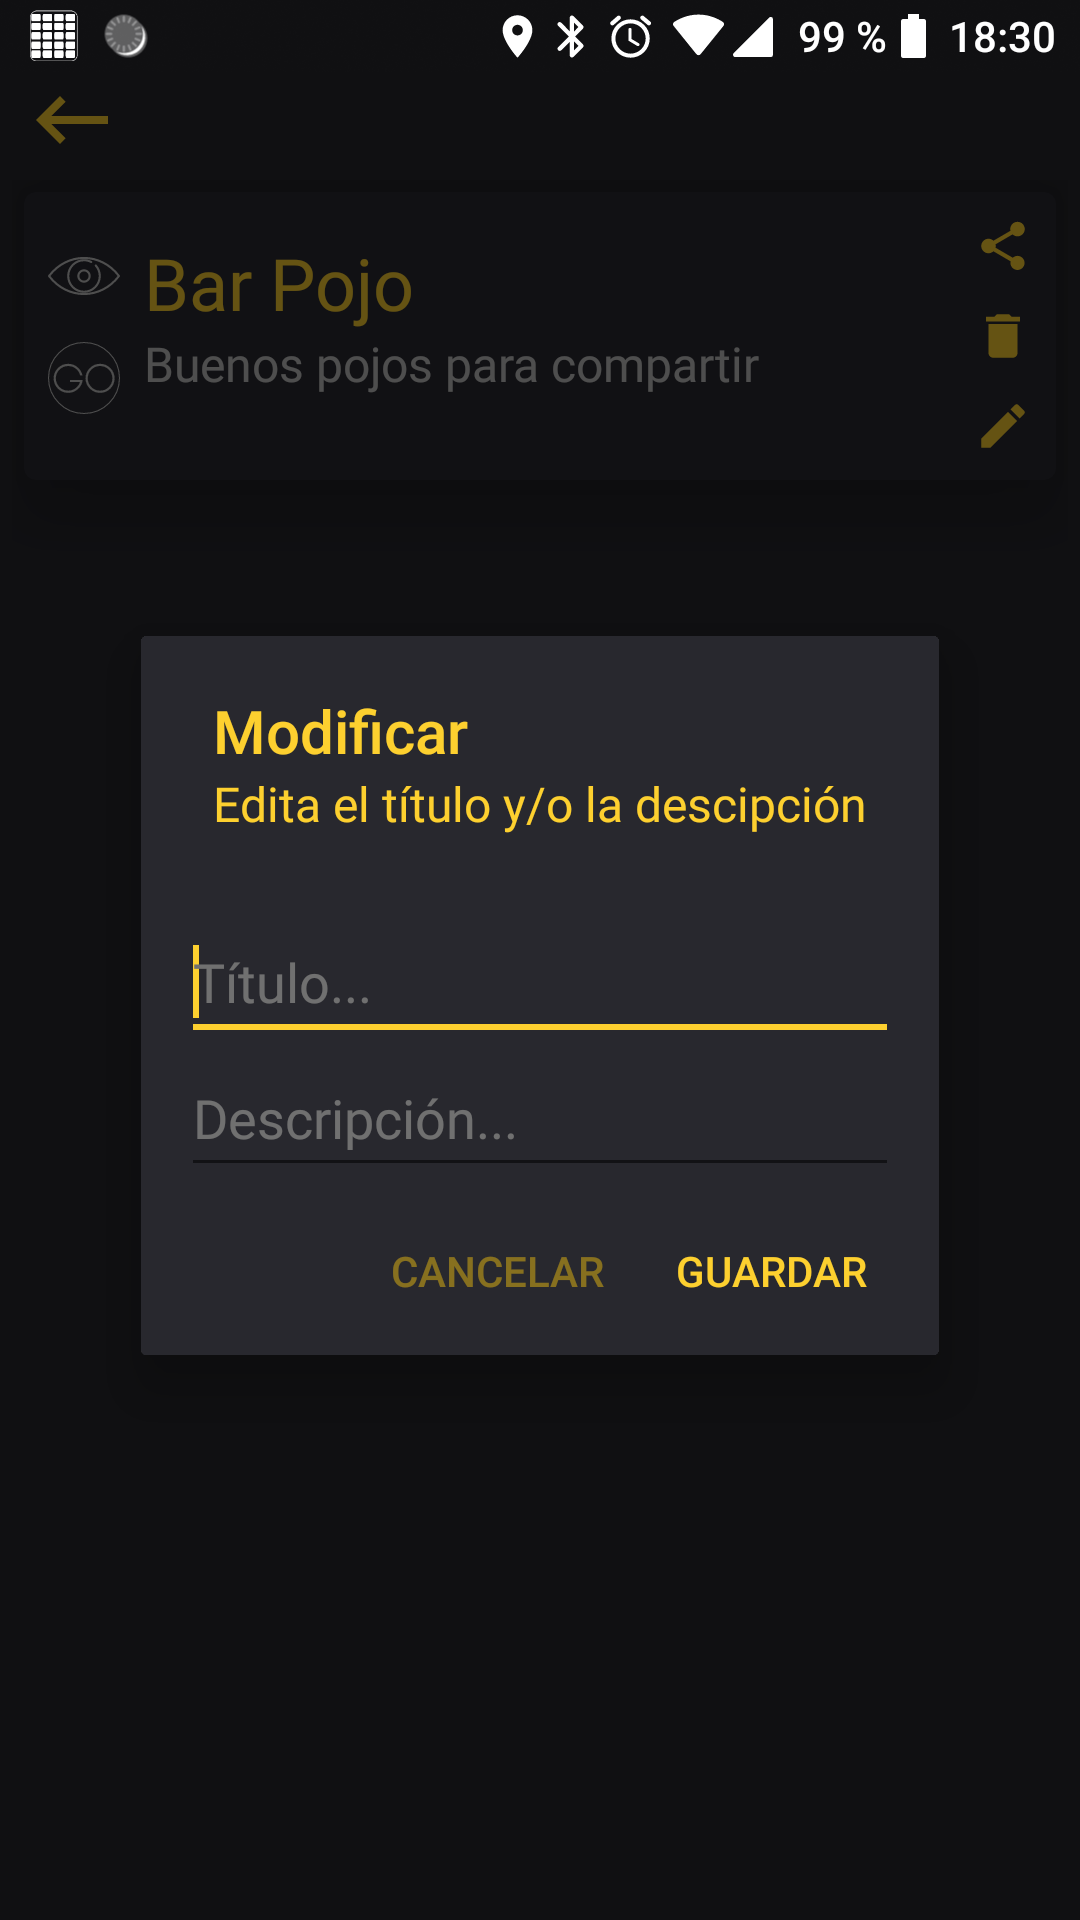 99 % 18:30
Bar Pojo
Buenos pojos para compartir
GO
Modificar
Edita el título y/o la descipción
Título...
Descripción...
CANCELAR GUARDAR